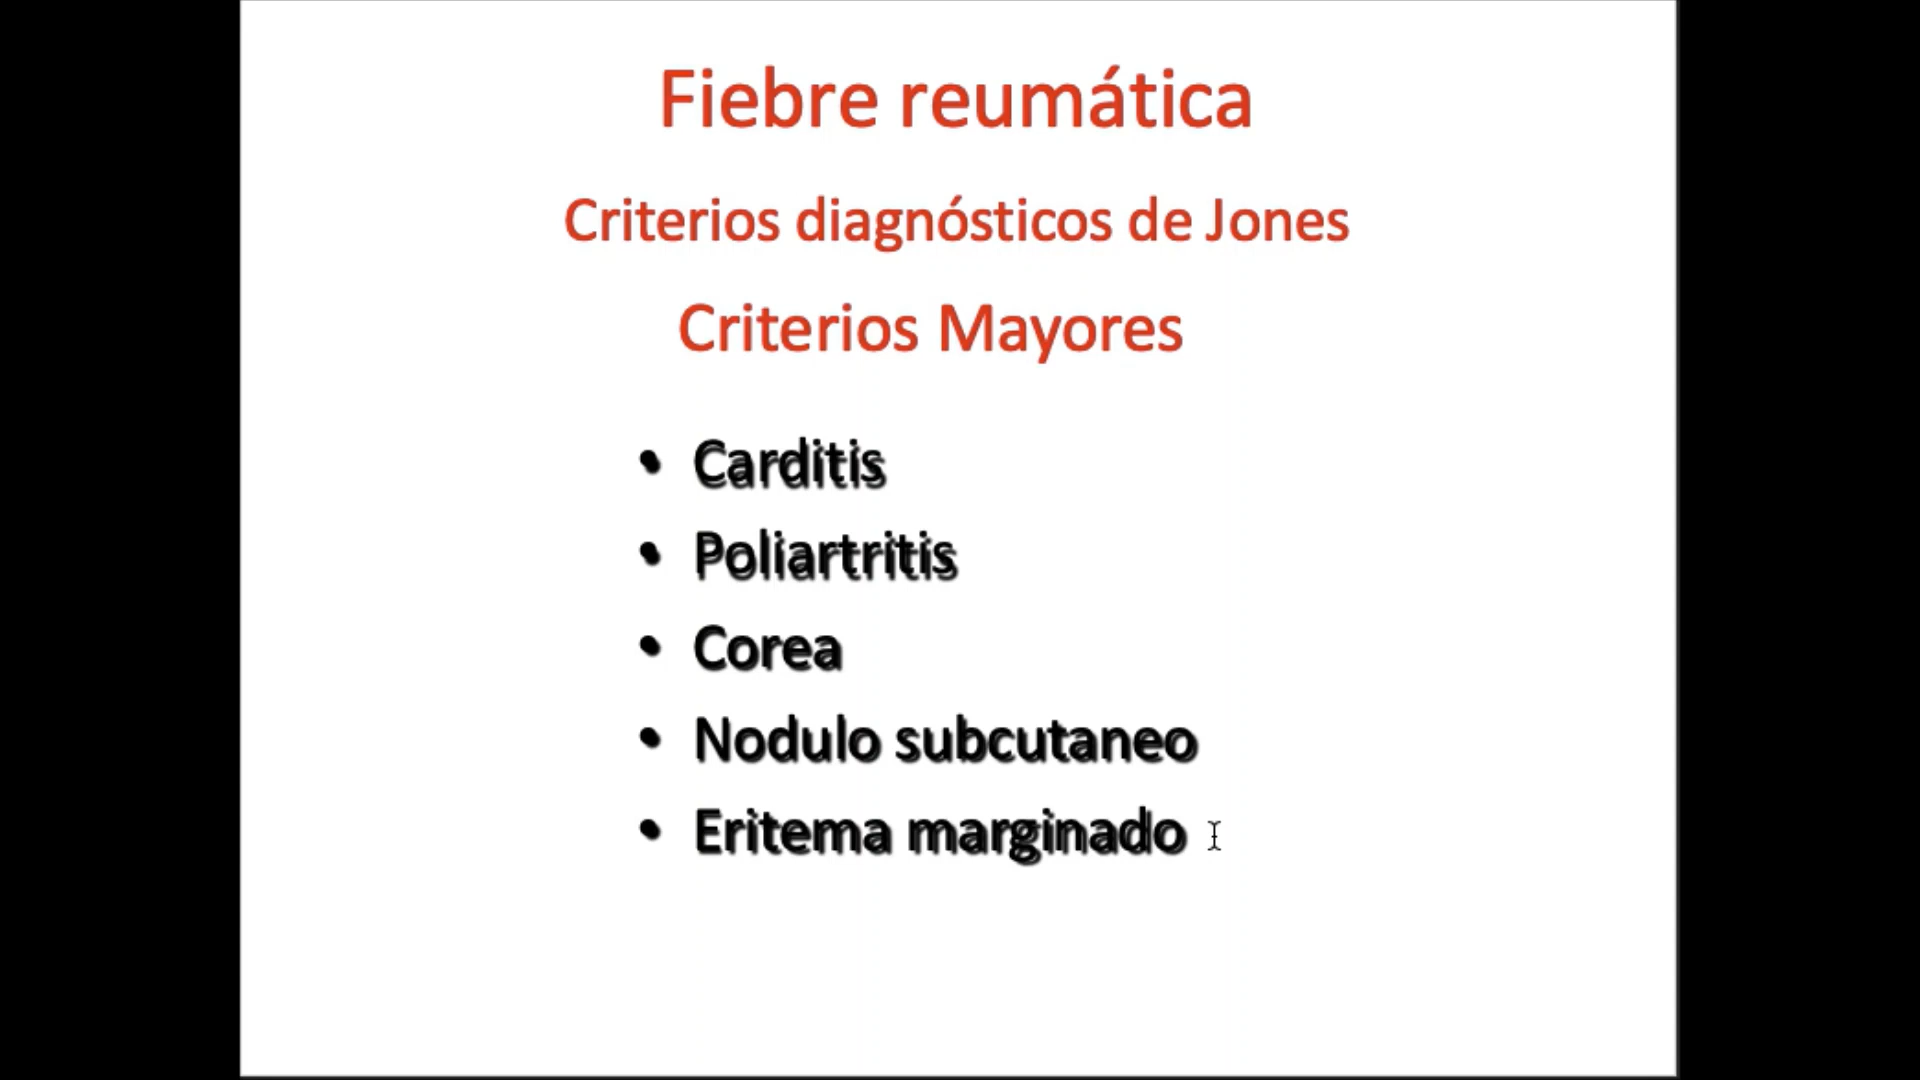 Fiebre reumática
Criterios diagnósticos de Jones
Criterios Mayores
• Carditis
• Poliartritis
• Corea
• Nodulo subcutaneo
• Eritema marginado